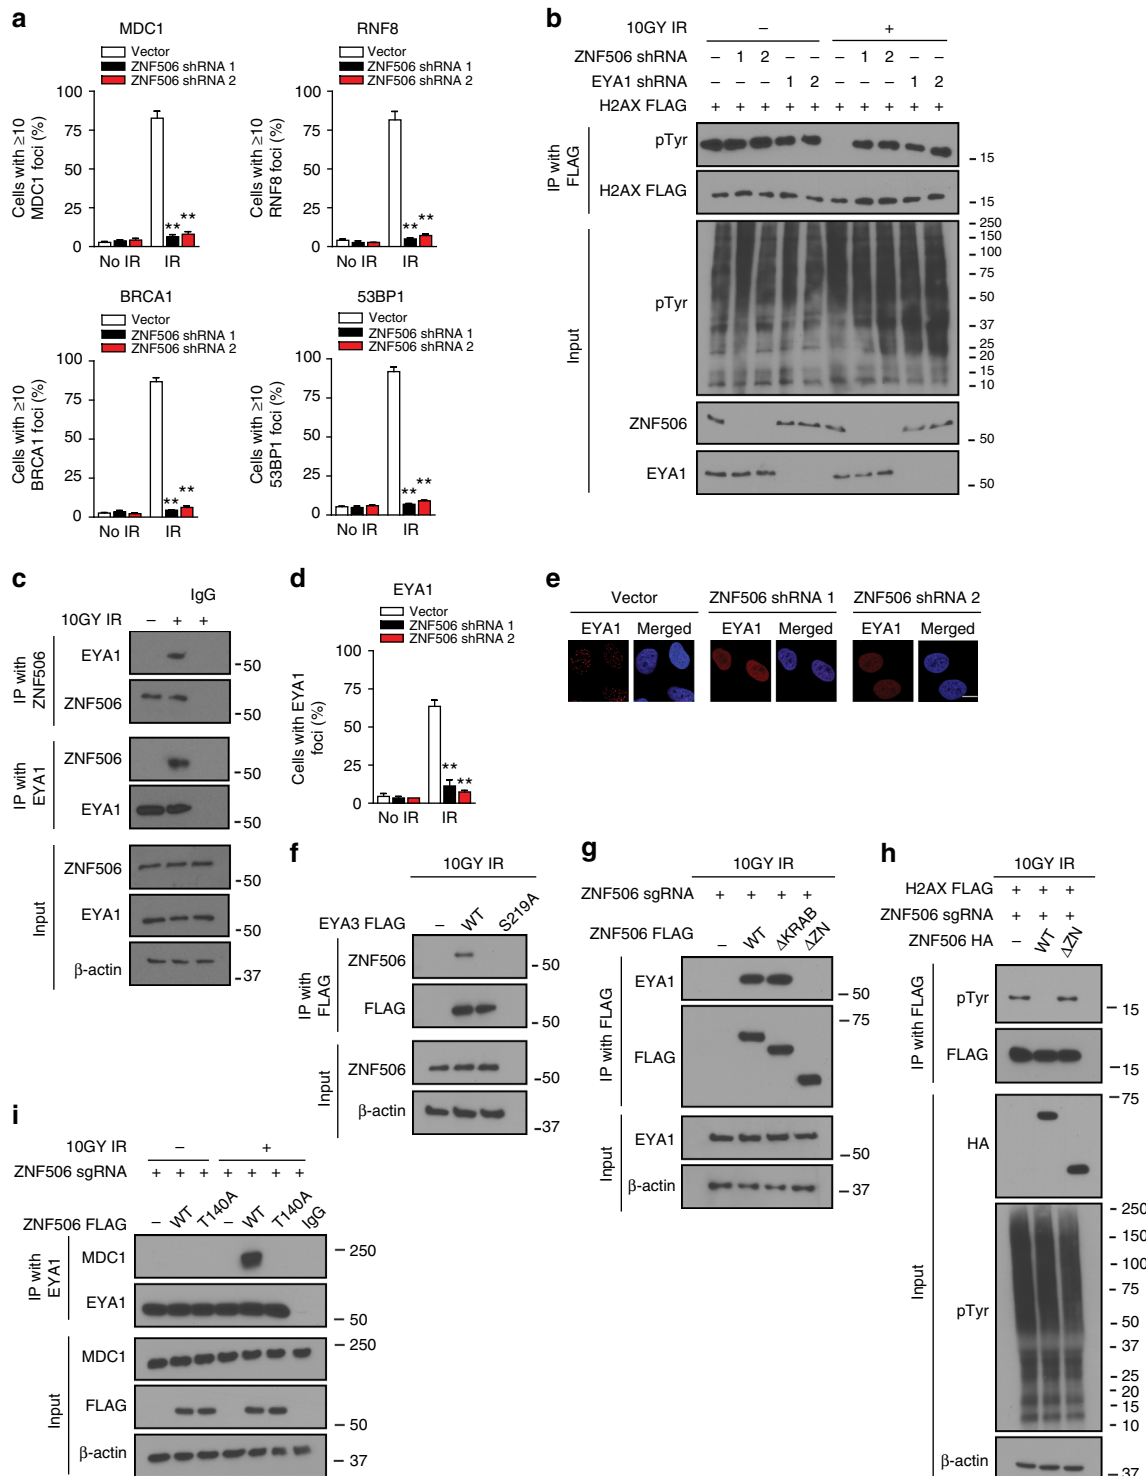 a
MDC1
Vector
ZNF506 shRNA 1
ZNF506 shRNA 2
Cells with ≥10
MDC1 foci (%)
100
75
50
25
0
** **
No IR IR
RNF8
Vector
ZNF506 shRNA 1
ZNF506 shRNA 2
Cells with ≥10
RNF8 foci (%)
100
75
50
25
0
** **
No IR IR
BRCA1
Vector
ZNF506 shRNA 1
ZNF506 shRNA 2
Cells with ≥10
BRCA1 foci (%)
100
75
50
25
0
** **
No IR IR
53BP1
Vector
ZNF506 shRNA 1
ZNF506 shRNA 2
Cells with ≥10
53BP1 foci (%)
100
75
50
25
0
** **
No IR IR
b
10GY IR – +
ZNF506 shRNA – 1 2 – – – 1 2 – –
EYA1 shRNA – – – 1 2 – – – 1 2
H2AX FLAG + + + + + + + + + +
IP with
FLAG
pTyr
– 15
H2AX FLAG
– 15
Input
pTyr
– 250
– 150
– 100
– 75
– 50
– 37
– 25
– 20
– 15
– 10
ZNF506
– 50
EYA1
– 50
c
IgG
10GY IR – + +
IP with
ZNF506
EYA1
–50
ZNF506
–50
IP with
EYA1
ZNF506
–50
EYA1
–50
Input
ZNF506
–50
EYA1
–50
β-actin
–37
d
EYA1
Vector
ZNF506 shRNA 1
ZNF506 shRNA 2
Cells with EYA1
foci (%)
100
75
50
25
0
** **
No IR IR
e
Vector ZNF506 shRNA 1 ZNF506 shRNA 2
EYA1 Merged EYA1 Merged EYA1 Merged
f
10GY IR
EYA3 FLAG – WT S219A
IP with
FLAG
ZNF506
– 50
FLAG
– 50
Input
ZNF506
–50
β-actin
–37
g
10GY IR
ZNF506 sgRNA + + + +
ZNF506 FLAG – WT ΔKRAB ΔZN
IP with FLAG
EYA1
– 50
– 75
FLAG
Input
EYA1
– 50
β-actin
– 37
h
10GY IR
H2AX FLAG + + +
ZNF506 sgRNA + + +
ZNF506 HA – WT ΔZN
IP with FLAG
pTyr
– 15
FLAG
–15
Input
–75
HA
pTyr
– 250
– 150
– 100
– 75
– 50
– 37
– 25
– 20
– 15
– 10
β-actin
–37
i
10GY IR – +
ZNF506 sgRNA + + + + + + +
ZNF506 FLAG – WT T140A – WT T140A IgG
IP with
EYA1
MDC1
– 250
EYA1
– 50
Input
MDC1
– 250
FLAG
– 50
β-actin
– 37